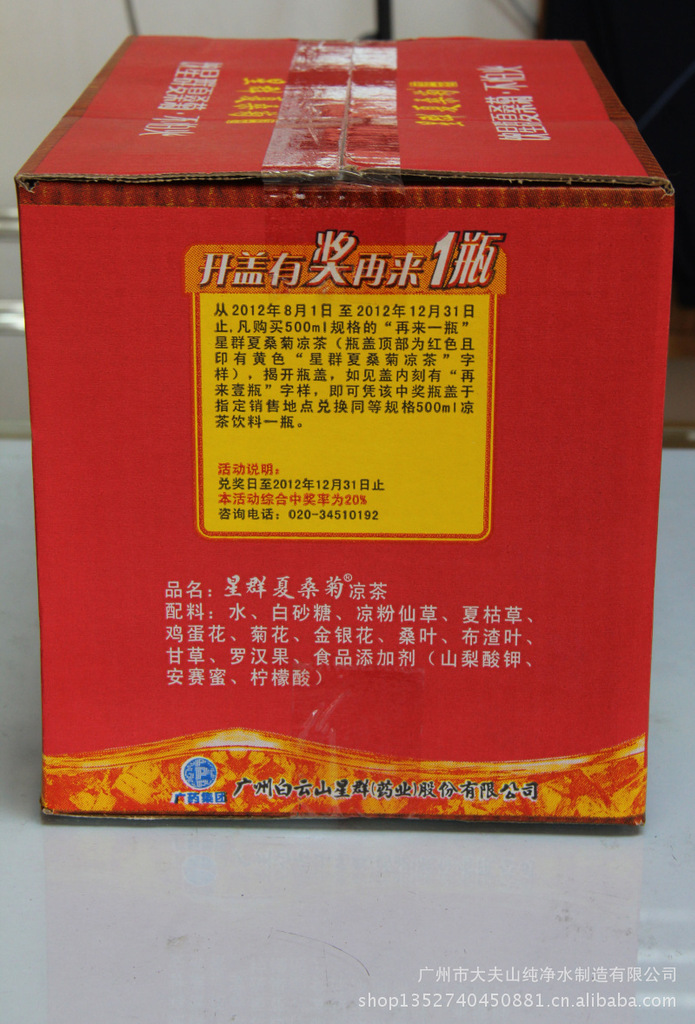 开盖有奖再来1瓶
从2012年8月1日至2012年12月31日
止,凡购买500ml规格的“再来一瓶”
星群夏桑菊凉茶（瓶盖顶部为红色且
印有黄色“星群夏桑菊凉茶”字
样），揭开瓶盖，如见盖内刻有“再
来壹瓶”字样，即可凭该中奖瓶盖于
指定销售地点兑换同等规格500ml凉
茶饮料一瓶。
活动说明：
兑奖日至2012年12月31日止
本活动综合中奖率为20%
咨询电话：020-34510192
品名：星群夏桑菊®凉茶
配料：水、白砂糖、凉粉仙草、夏枯草、
鸡蛋花、菊花、金银花、桑叶、布渣叶、
甘草、罗汉果、食品添加剂（山梨酸钾、
安赛蜜、柠檬酸）
GPC
广药集团 广州白云山星群(药业)股份有限公司
广州市大夫山纯净水制造有限公司
shop1352740450881.cn.alibaba.com